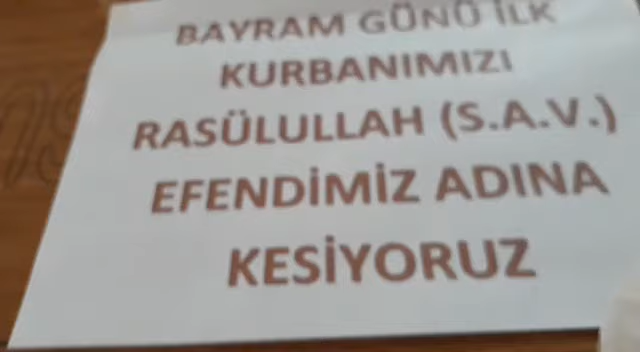 BAYRAM GÜNÜ İLK
KURBANIMIZI
RASÜLULLAH (S.A.V.)
EFENDİMİZ ADINA
KESİYORUZ